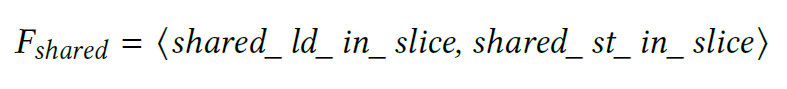 F_shared = ⟨shared_ ld_ in_ slice, shared_ st_ in_ slice⟩